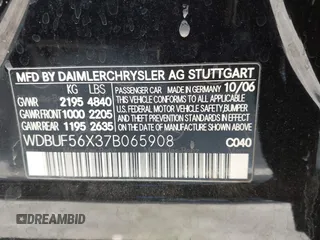 MFD BY DAIMLERCHRYSLER AG STUTTGART
KG LBS PASSENGER CAR MADE IN GERMANY 10/06
GVWR 2195 4840 THIS VEHICLE CONFORMS TO ALL APPLICABLE
GAWR FRONT 1000 2205 U.S. FEDERAL MOTOR VEHICLE SAFETY, BUMPER,
GAWR REAR 1195 2635 AND THEFT PREVENTION STANDARDS IN EFFECT
ON THE DATE OF MANUFACTURE SHOWN ABOVE.
WDBUF56X37B065908 C040
DREAMBID